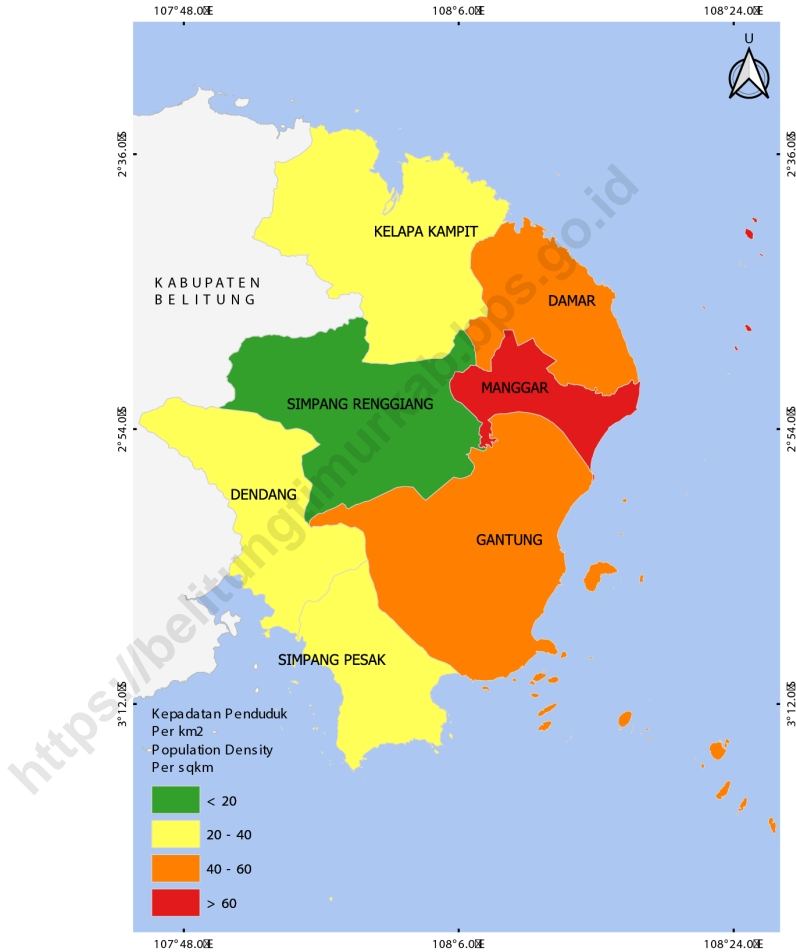 107°48.0'E
108°6.0'E
108°24.0'E
U
2°36.0'S
2°36.0'S
KELAPA KAMPIT
KABUPATEN
BELITUNG
DAMAR
MANGGAR
SIMPANG RENGGIANG
2°54.0'S
2°54.0'S
DENDANG
GANTUNG
SIMPANG PESAK
3°12.0'S
3°12.0'S
https://belitungtimurkab.bps.go.id
Kepadatan Penduduk
Per km2
Population Density
Per sqkm
< 20
20 - 40
40 - 60
> 60
107°48.0'E
108°6.0'E
108°24.0'E